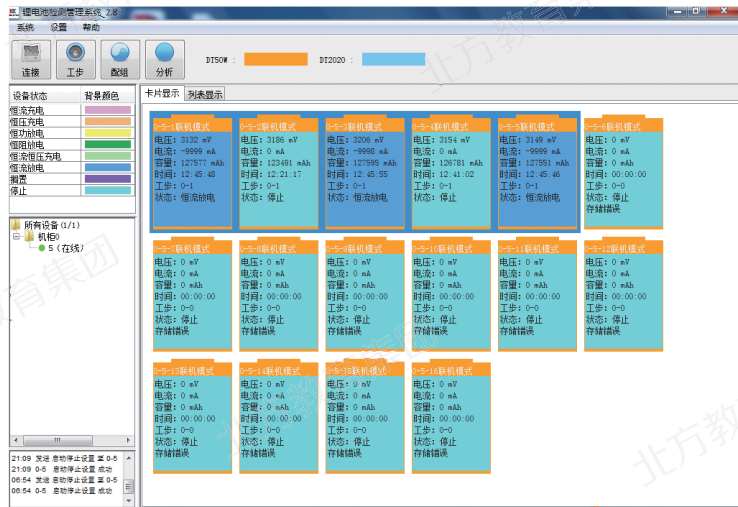 锂电池检测管理系统_2.8
系统 设置 帮助
连接 工步 配组 分析
DT50W : DT2020 :
设备状态 背景颜色
恒流充电
恒压充电
恒功放电
恒阻放电
恒流恒压充电
恒流放电
搁置
停止
所有设备(1/1)
机柜0
5 (在线)
21:09 发送 启动停止设置 至 0-5
21:09 0-5 启动停止设置 成功
06:54 发送 启动停止设置 至 0-5
06:54 0-5 启动停止设置 成功
卡片显示 列表显示
0-5-1联机模式
电压: 3132 mV
电流: -9999 mA
容量: 127577 mAh
时间: 12:45:48
工步: 0-1
状态: 恒流放电
0-5-2联机模式
电压: 3186 mV
电流: 0 mA
容量: 123491 mAh
时间: 12:21:17
工步: 0-1
状态: 停止
0-5-3联机模式
电压: 3206 mV
电流: -9998 mA
容量: 127595 mAh
时间: 12:45:55
工步: 0-1
状态: 恒流放电
0-5-4联机模式
电压: 3154 mV
电流: 0 mA
容量: 126781 mAh
时间: 12:41:02
工步: 0-1
状态: 停止
0-5-5联机模式
电压: 3149 mV
电流: -9999 mA
容量: 127551 mAh
时间: 12:45:46
工步: 0-1
状态: 恒流放电
0-5-6联机模式
电压: 0 mV
电流: 0 mA
容量: 0 mAh
时间: 00:00:00
工步: 0-0
状态: 停止
存储错误
0-5-7联机模式
电压: 0 mV
电流: 0 mA
容量: 0 mAh
时间: 00:00:00
工步: 0-0
状态: 停止
存储错误
0-5-8联机模式
电压: 0 mV
电流: 0 mA
容量: 0 mAh
时间: 00:00:00
工步: 0-0
状态: 停止
存储错误
0-5-9联机模式
电压: 0 mV
电流: 0 mA
容量: 0 mAh
时间: 00:00:00
工步: 0-0
状态: 停止
存储错误
0-5-10联机模式
电压: 0 mV
电流: 0 mA
容量: 0 mAh
时间: 00:00:00
工步: 0-0
状态: 停止
存储错误
0-5-11联机模式
电压: 0 mV
电流: 0 mA
容量: 0 mAh
时间: 00:00:00
工步: 0-0
状态: 停止
存储错误
0-5-12联机模式
电压: 0 mV
电流: 0 mA
容量: 0 mAh
时间: 00:00:00
工步: 0-0
状态: 停止
存储错误
0-5-13联机模式
电压: 0 mV
电流: 0 mA
容量: 0 mAh
时间: 00:00:00
工步: 0-0
状态: 停止
存储错误
0-5-14联机模式
电压: 0 mV
电流: 0 mA
容量: 0 mAh
时间: 00:00:00
工步: 0-0
状态: 停止
存储错误
0-5-15联机模式
电压: 0 mV
电流: 0 mA
容量: 0 mAh
时间: 00:00:00
工步: 0-0
状态: 停止
存储错误
0-5-16联机模式
电压: 0 mV
电流: 0 mA
容量: 0 mAh
时间: 00:00:00
工步: 0-0
状态: 停止
存储错误
北方教育集团